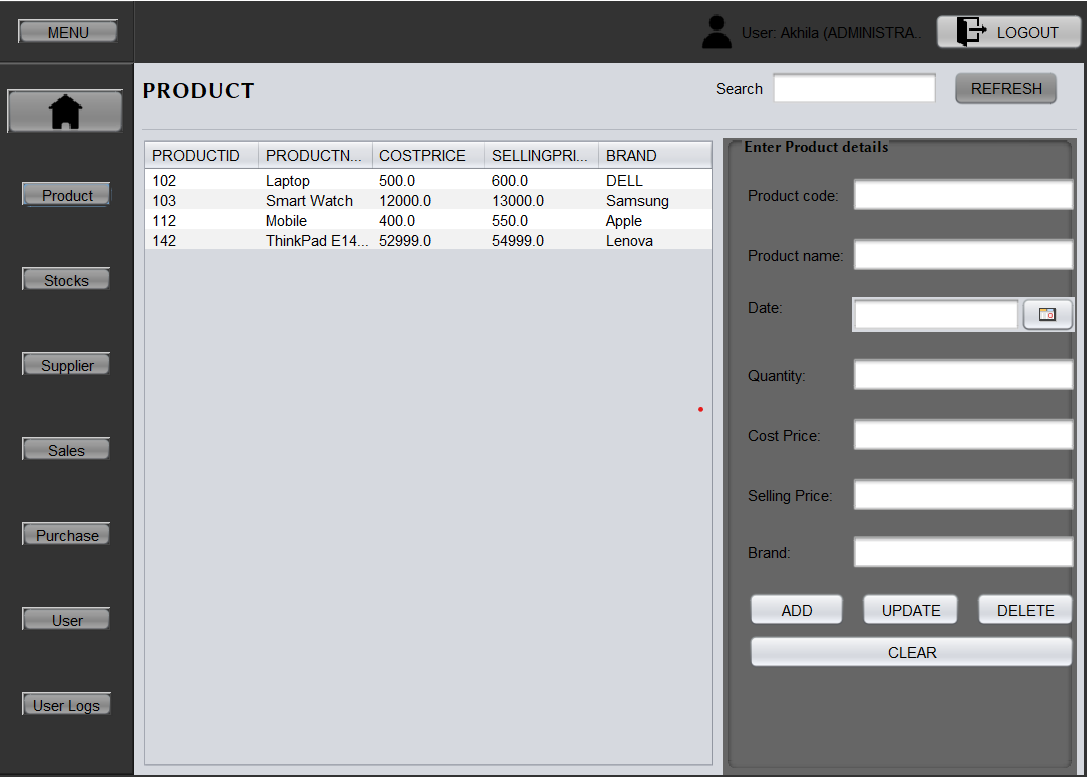 MENU
User: Akhila (ADMINISTRA..
LOGOUT
PRODUCT
Search
REFRESH
Product
Stocks
Supplier
Sales
Purchase
User
User Logs
PRODUCTID PRODUCTN... COSTPRICE SELLINGPRI... BRAND
102 Laptop 500.0 600.0 DELL
103 Smart Watch 12000.0 13000.0 Samsung
112 Mobile 400.0 550.0 Apple
142 ThinkPad E14... 52999.0 54999.0 Lenova
Enter Product details
Product code:
Product name:
Date:
Quantity:
Cost Price:
Selling Price:
Brand:
ADD UPDATE DELETE
CLEAR